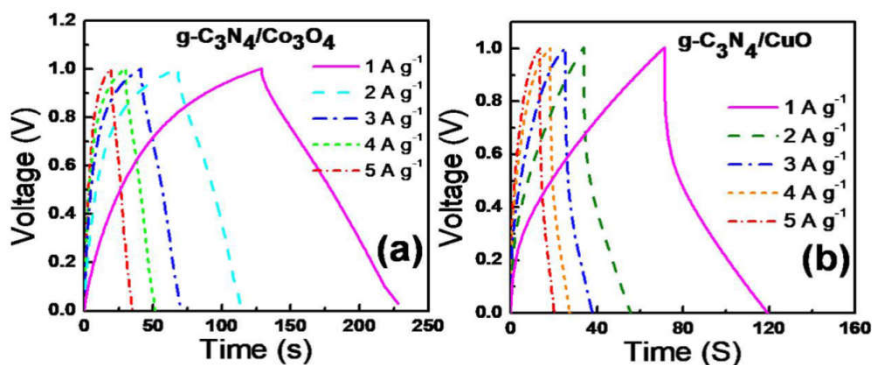 g-C₃N₄/Co₃O₄
1 A g⁻¹
2 A g⁻¹
3 A g⁻¹
4 A g⁻¹
5 A g⁻¹
(a)
Voltage (V)
1.2
1.0
0.8
0.6
0.4
0.2
0.0
0 50 100 150 200 250
Time (s)
g-C₃N₄/CuO
1 A g⁻¹
2 A g⁻¹
3 A g⁻¹
4 A g⁻¹
5 A g⁻¹
(b)
Voltage (V)
1.0
0.8
0.6
0.4
0.2
0.0
0 40 80 120 160
Time (S)